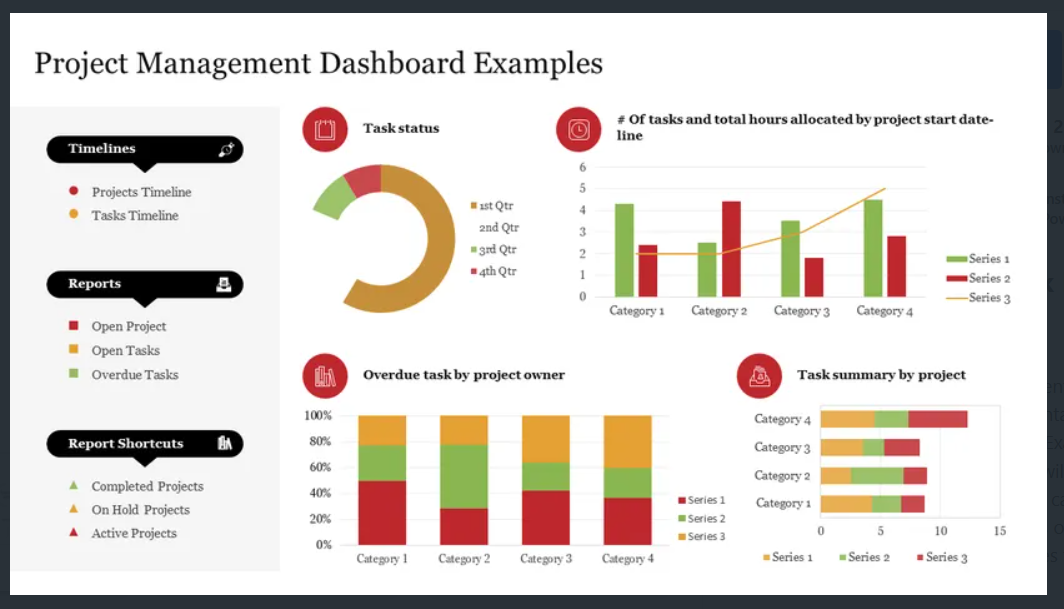 Project Management Dashboard Examples
Timelines
Projects Timeline
Tasks Timeline
Reports
Open Project
Open Tasks
Overdue Tasks
Report Shortcuts
Completed Projects
On Hold Projects
Active Projects
Task status
1st Qtr
2nd Qtr
3rd Qtr
4th Qtr
# Of tasks and total hours allocated by project start date-
line
6
5
4
3
2
1
0
Category 1 Category 2 Category 3 Category 4
Series 1
Series 2
Series 3
Overdue task by project owner
100%
80%
60%
40%
20%
0%
Category 1 Category 2 Category 3 Category 4
Series 1
Series 2
Series 3
Task summary by project
Category 4
Category 3
Category 2
Category 1
0 5 10 15
Series 1 Series 2 Series 3